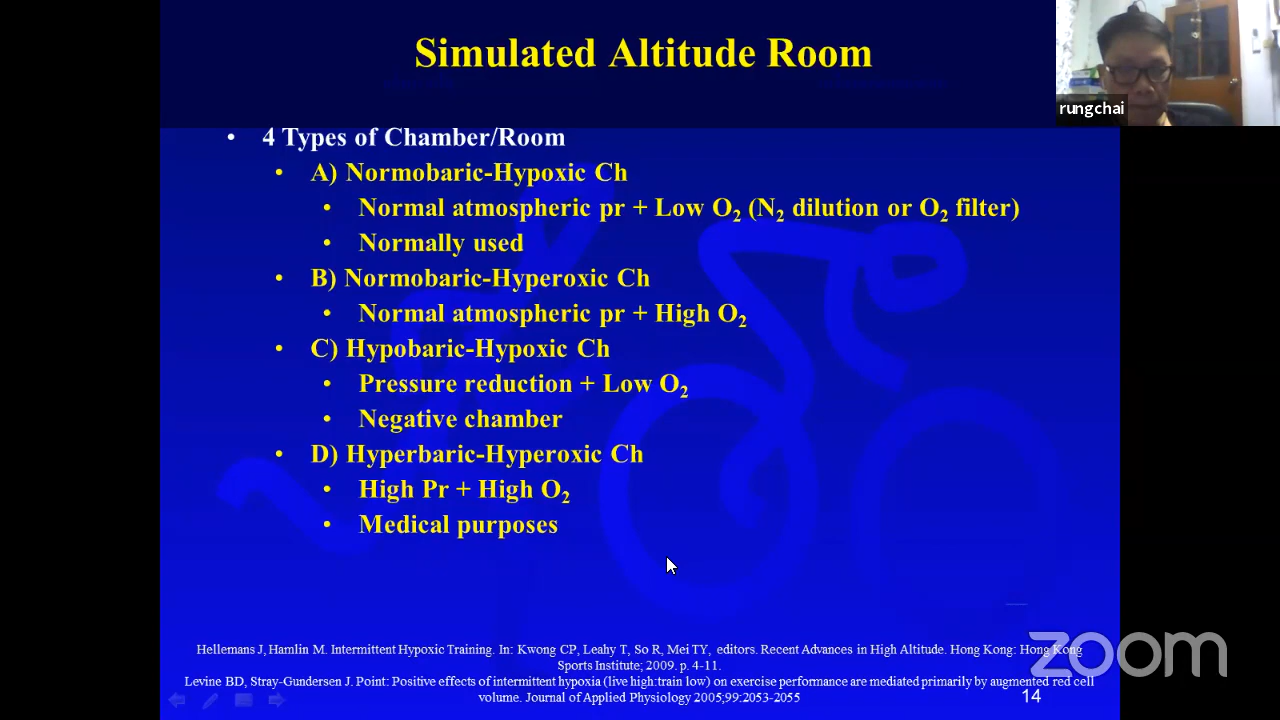 Simulated Altitude Room
rungchai
• 4 Types of Chamber/Room
• A) Normobaric-Hypoxic Ch
• Normal atmospheric pr + Low O₂ (N₂ dilution or O₂ filter)
• Normally used
• B) Normobaric-Hyperoxic Ch
• Normal atmospheric pr + High O₂
• C) Hypobaric-Hypoxic Ch
• Pressure reduction + Low O₂
• Negative chamber
• D) Hyperbaric-Hyperoxic Ch
• High Pr + High O₂
• Medical purposes
Hellemans J, Hamlin M. Intermittent Hypoxic Training. In: Kwong CP, Leahy T, So R, Mei TY, editors. Recent Advances in High Altitude. Hong Kong: Hong Kong
Sports Institute; 2009. p. 4-11.
Levine BD, Stray-Gundersen J. Point: Positive effects of intermittent hypoxia (live high:train low) on exercise performance are mediated primarily by augmented red cell
volume. Journal of Applied Physiology 2005;99:2053-2055
14
zoom